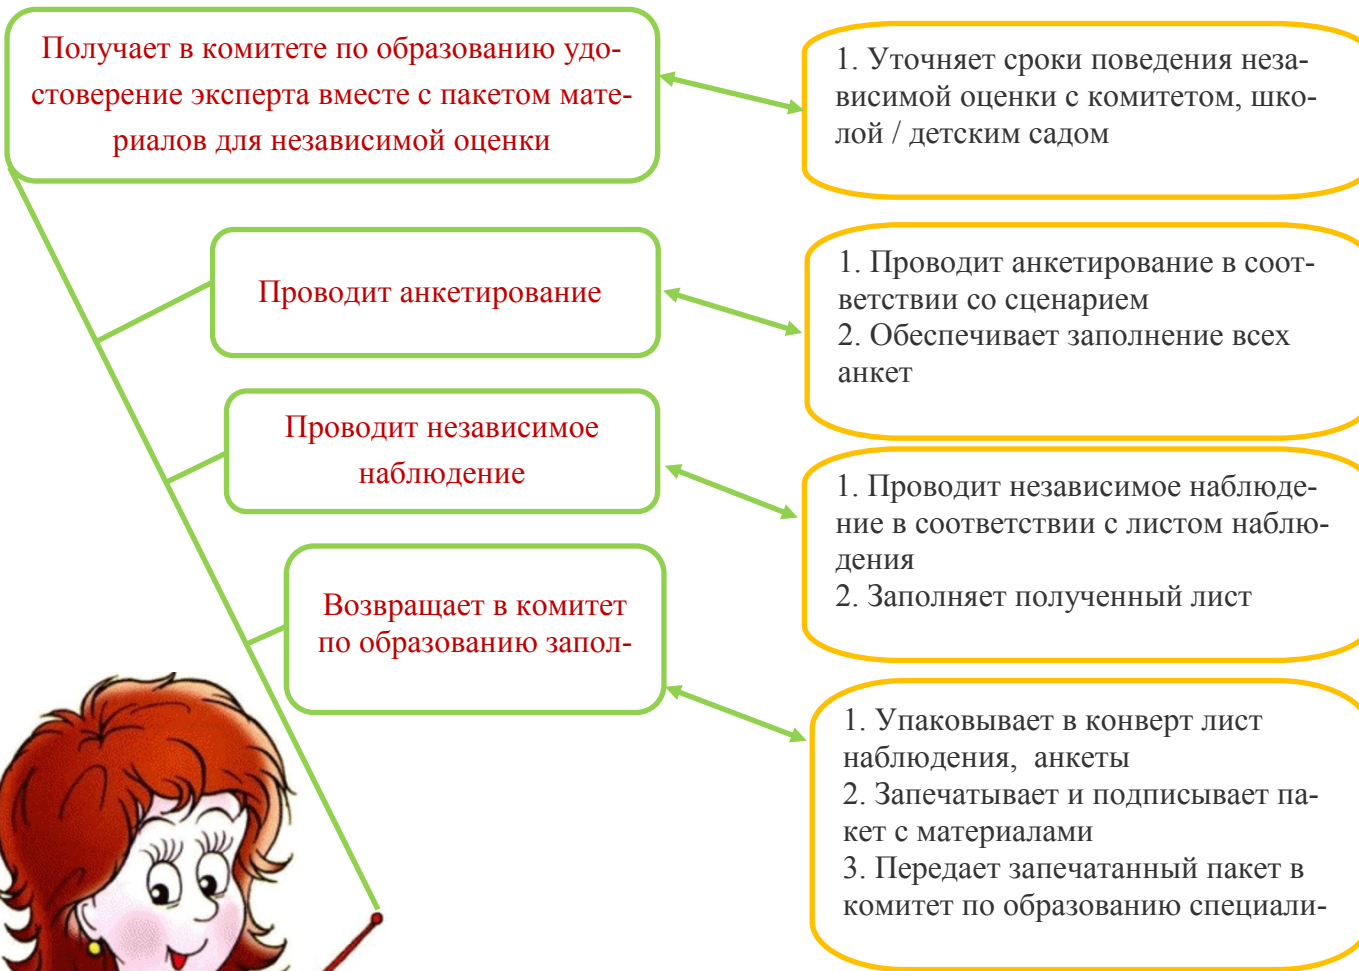 Получает в комитете по образованию удо-
стоверение эксперта вместе с пакетом мате-
риалов для независимой оценки
1. Уточняет сроки поведения неза-
висимой оценки с комитетом, шко-
лой / детским садом
Проводит анкетирование
1. Проводит анкетирование в соот-
ветствии со сценарием
2. Обеспечивает заполнение всех
анкет
Проводит независимое
наблюдение
1. Проводит независимое наблюде-
ние в соответствии с листом наблю-
дения
2. Заполняет полученный лист
Возвращает в комитет
по образованию запол-
1. Упаковывает в конверт лист
наблюдения, анкеты
2. Запечатывает и подписывает па-
кет с материалами
3. Передает запечатанный пакет в
комитет по образованию специали-